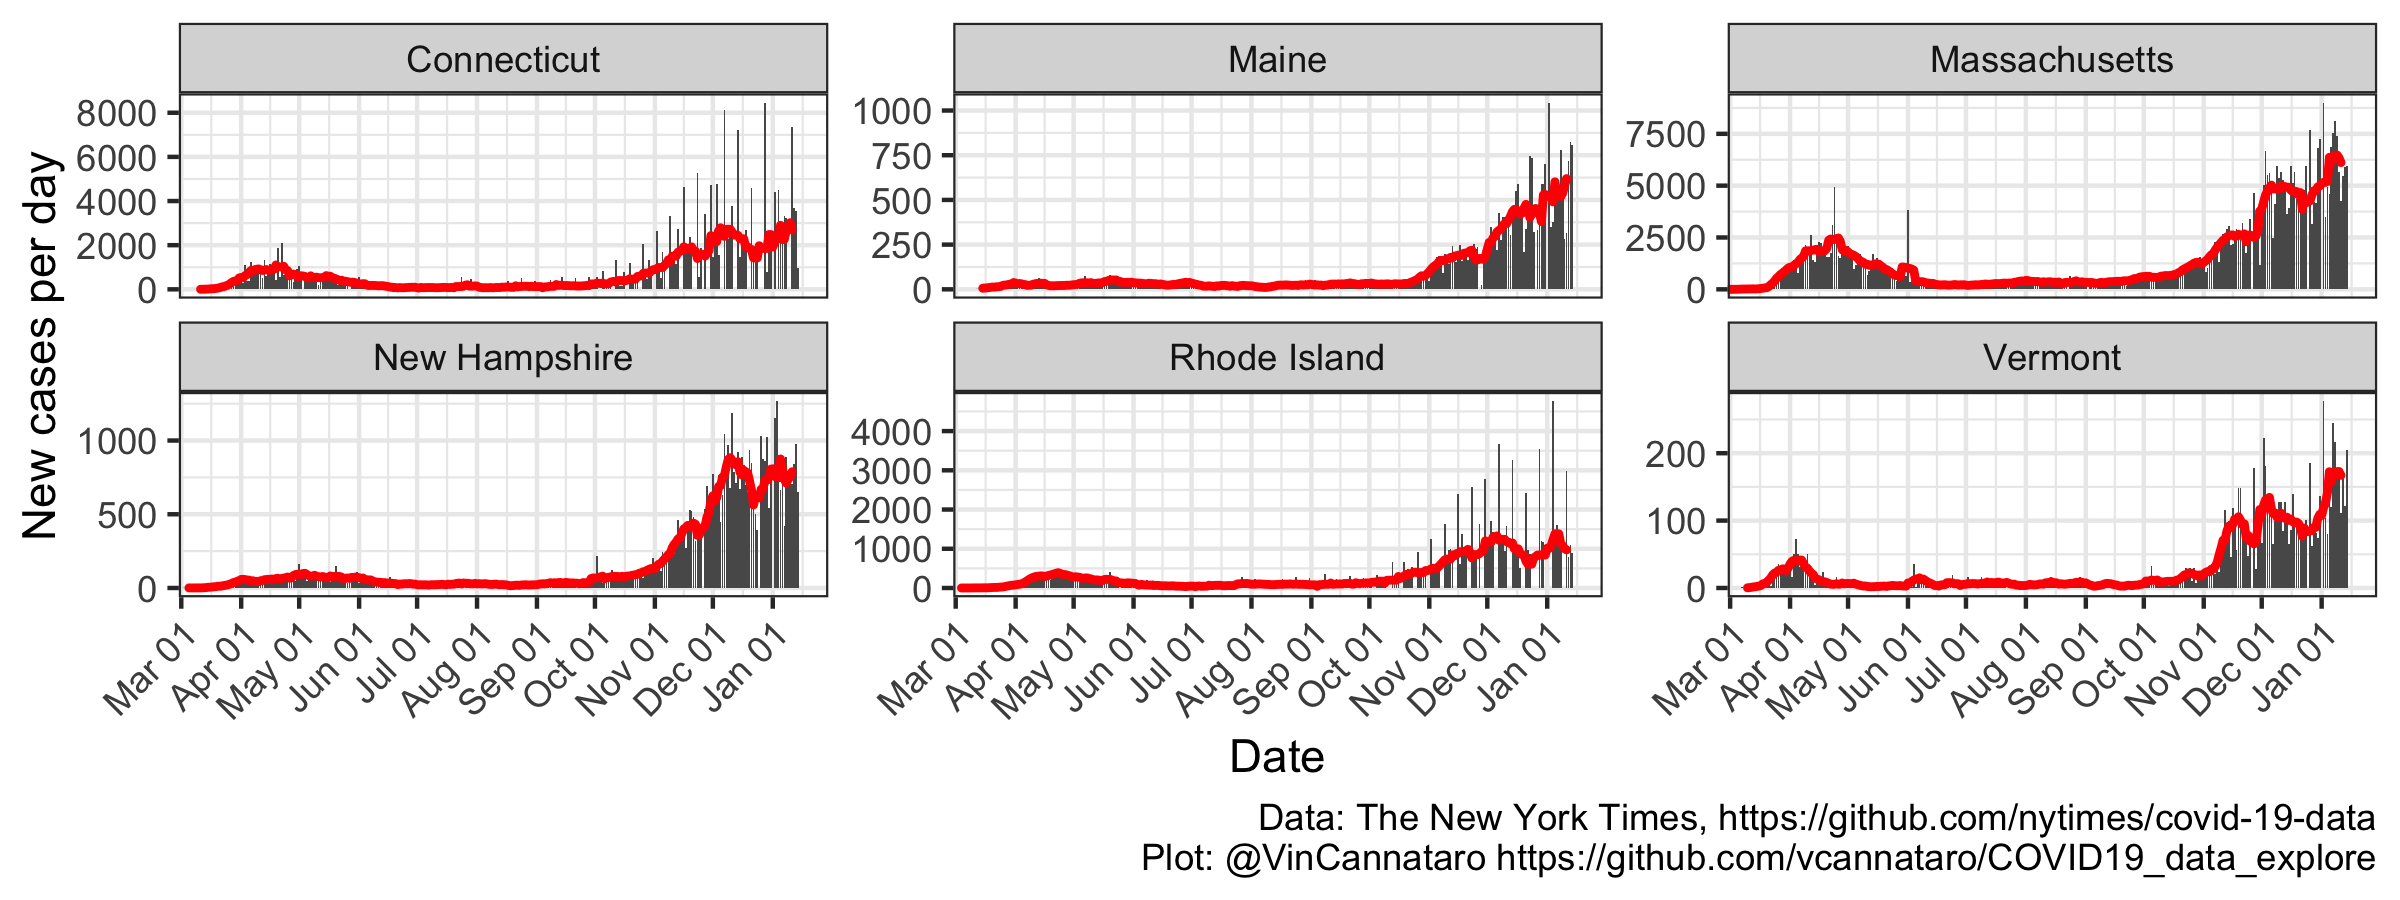 Connecticut
Maine
Massachusetts
8000
6000
4000
2000
0
1000
750
500
250
0
7500
5000
2500
0
New cases per day
New Hampshire
Rhode Island
Vermont
1000
500
0
4000
3000
2000
1000
0
200
100
0
Mar 01 Apr 01 May 01 Jun 01 Jul 01 Aug 01 Sep 01 Oct 01 Nov 01 Dec 01 Jan 01
Mar 01 Apr 01 May 01 Jun 01 Jul 01 Aug 01 Sep 01 Oct 01 Nov 01 Dec 01 Jan 01
Mar 01 Apr 01 May 01 Jun 01 Jul 01 Aug 01 Sep 01 Oct 01 Nov 01 Dec 01 Jan 01
Date
Data: The New York Times, https://github.com/nytimes/covid-19-data
Plot: @VinCannataro https://github.com/vcannataro/COVID19_data_explore